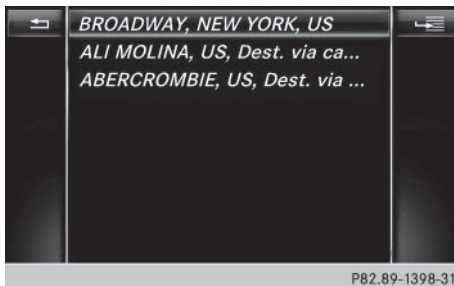 BROADWAY, NEW YORK, US
ALI MOLINA, US, Dest. via ca...
ABERCROMBIE, US, Dest. via ...
P82.89-1398-31